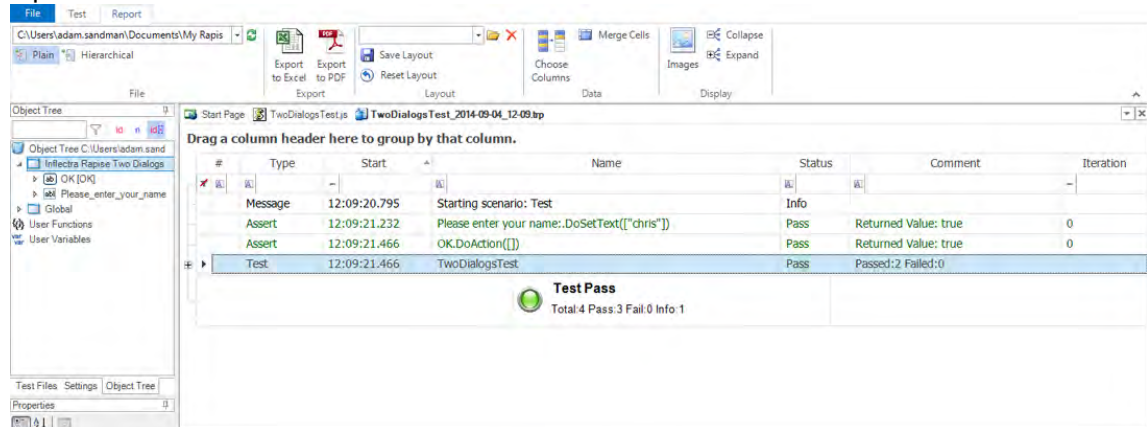 File Test Report
C:\Users\adam.sandman\Documents\My Rapis
Plain Hierarchical
File
Export to Excel
Export to PDF
Export
Save Layout
Reset Layout
Layout
Choose Columns
Merge Cells
Data
Images
Collapse
Expand
Display
Object Tree
Start Page TwoDialogsTest.js TwoDialogsTest_2014-09-04_12-09.trp
Id n
Object Tree C:\Users\adam.sand
Inflectra Rapise Two Dialogs
OK [OK]
Please_enter_your_name
Global
User Functions
User Variables
Drag a column header here to group by that column.
# Type Start Name Status Comment Iteration
Message 12:09:20.795 Starting scenario: Test Info
Assert 12:09:21.232 Please enter your name:.DoSetText(["chris"]) Pass Returned Value: true 0
Assert 12:09:21.466 OK.DoAction([]) Pass Returned Value: true 0
Test 12:09:21.466 TwoDialogsTest Pass Passed:2 Failed:0
Test Pass
Total:4 Pass:3 Fail:0 Info:1
Test Files Settings Object Tree
Properties